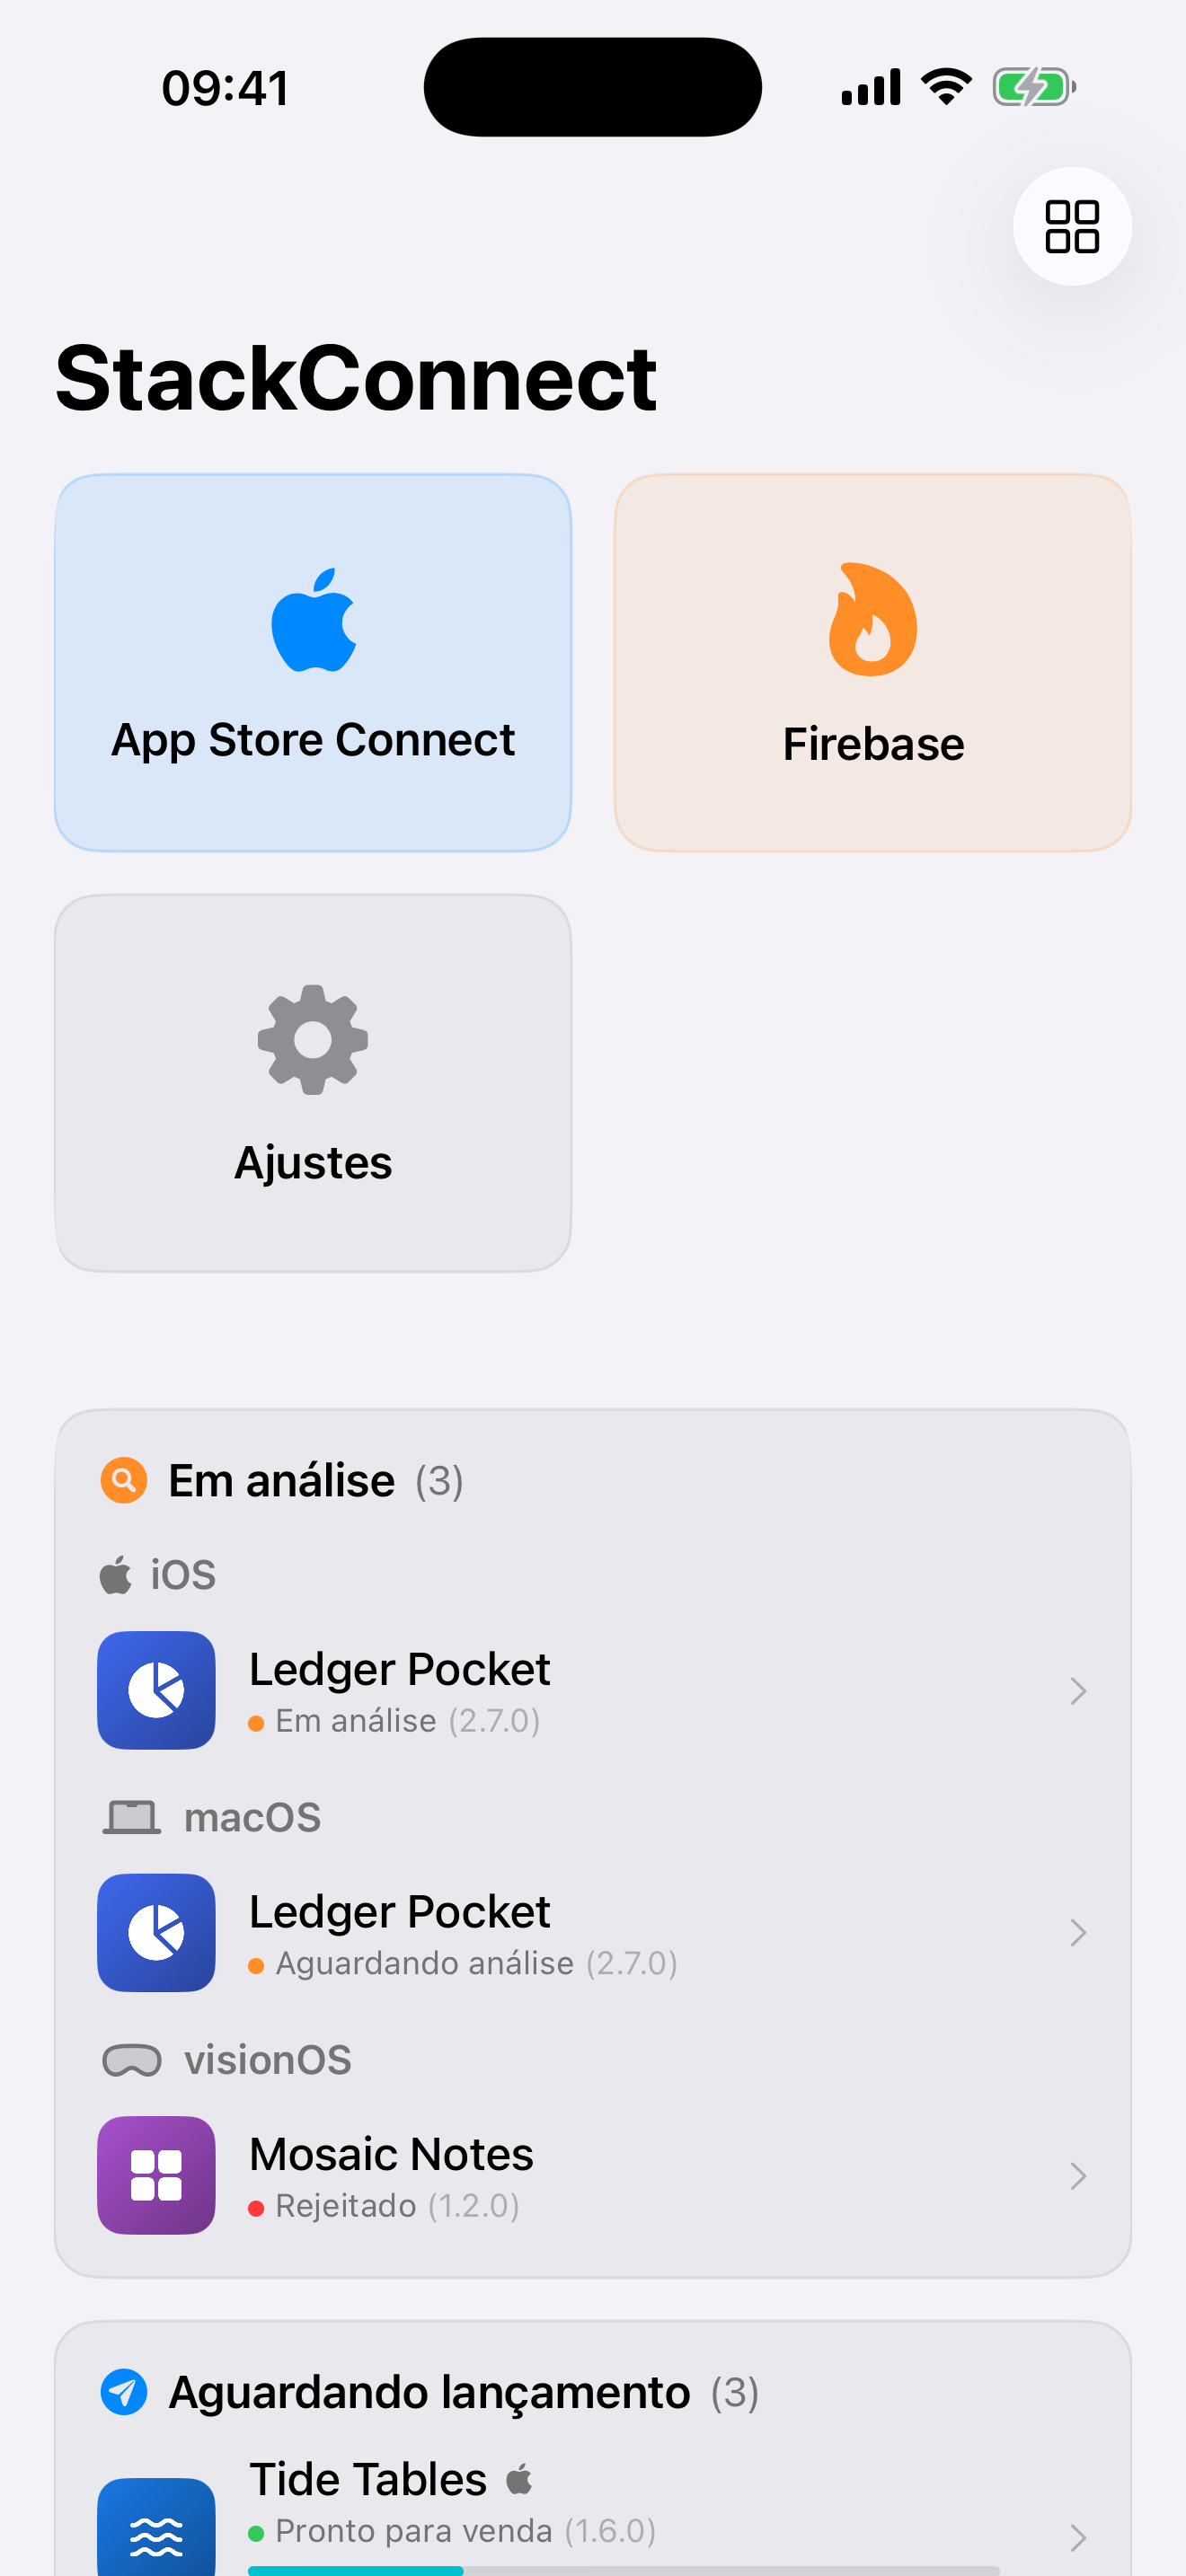 09:41
StackConnect
App Store Connect
Firebase
Ajustes
Em análise (3)
iOS
Ledger Pocket
Em análise (2.7.0)
macOS
Ledger Pocket
Aguardando análise (2.7.0)
visionOS
Mosaic Notes
Rejeitado (1.2.0)
Aguardando lançamento (3)
Tide Tables
Pronto para venda (1.6.0)